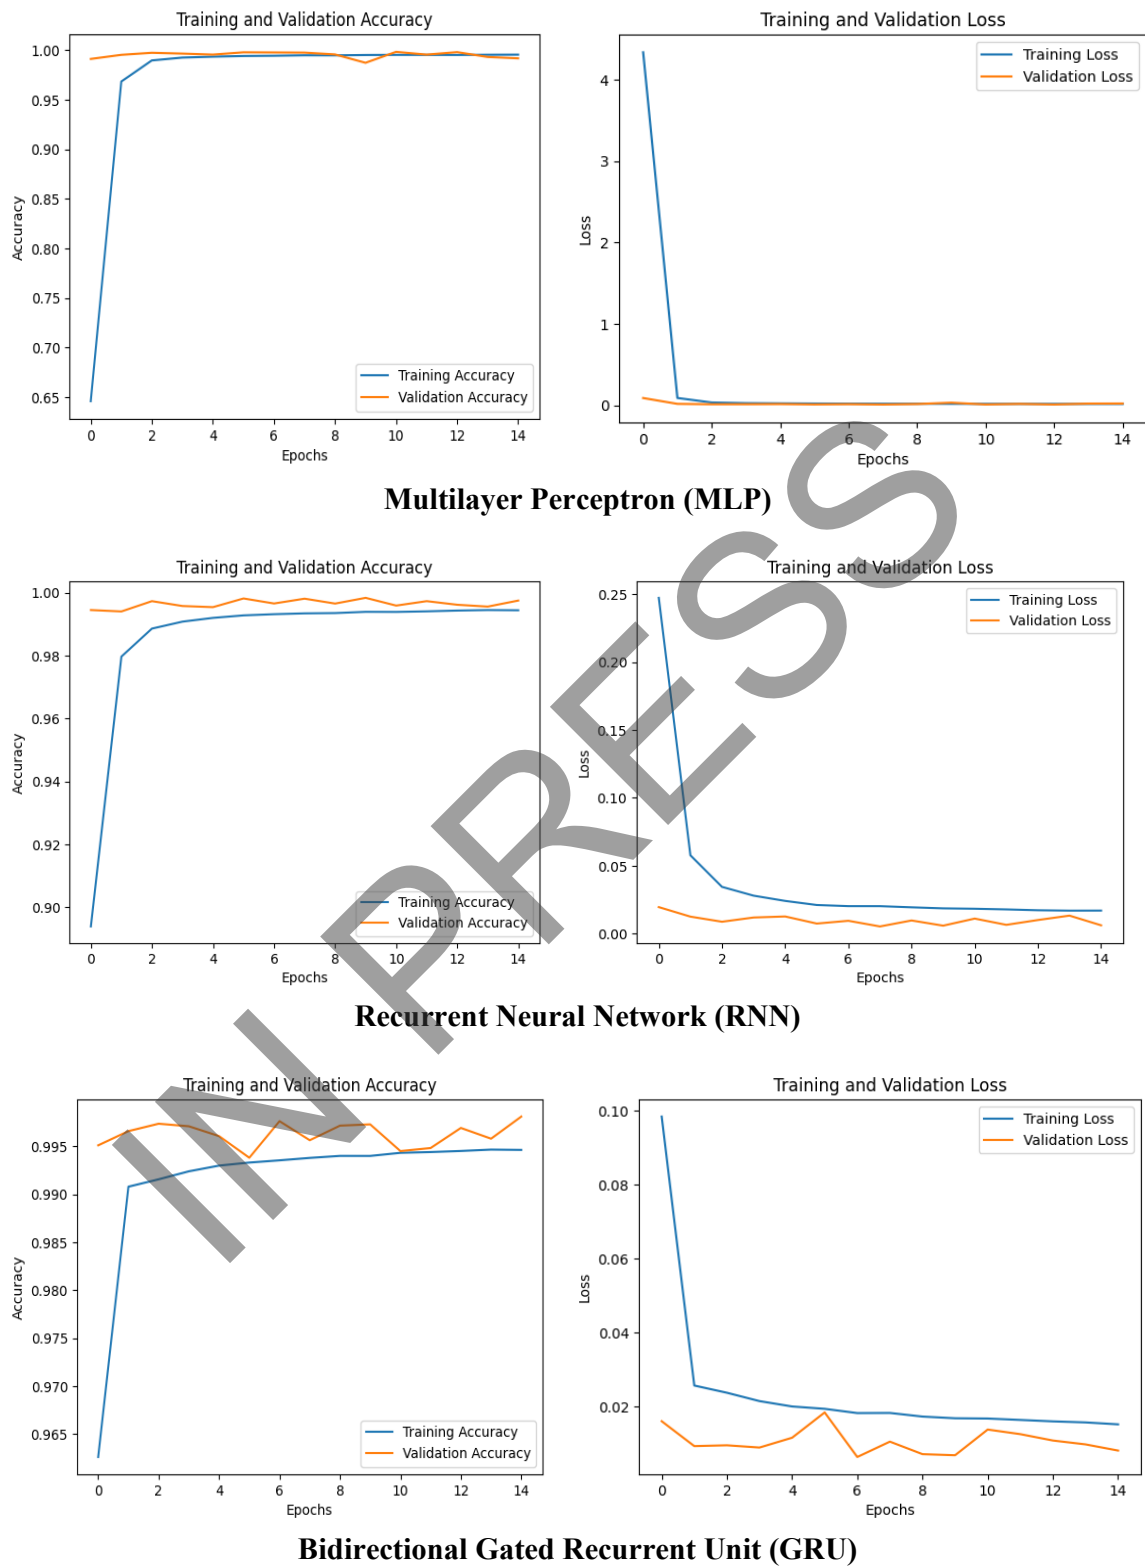 Training and Validation Accuracy
1.00
0.95
0.90
0.85
0.80
0.75
0.70
0.65
Accuracy
Training Accuracy
Validation Accuracy
0 2 4 6 8 10 12 14
Epochs
Training and Validation Loss
4
3
2
1
0
Loss
Training Loss
Validation Loss
0 2 4 6 8 10 12 14
Epochs
Multilayer Perceptron (MLP)
Training and Validation Accuracy
1.00
0.98
0.96
0.94
0.92
0.90
Accuracy
Training Accuracy
Validation Accuracy
0 2 4 6 8 10 12 14
Epochs
Training and Validation Loss
0.25
0.20
0.15
0.10
0.05
0.00
Loss
Training Loss
Validation Loss
0 2 4 6 8 10 12 14
Epochs
Recurrent Neural Network (RNN)
Training and Validation Accuracy
0.995
0.990
0.985
0.980
0.975
0.970
0.965
Accuracy
Training Accuracy
Validation Accuracy
0 2 4 6 8 10 12 14
Epochs
Training and Validation Loss
0.10
0.08
0.06
0.04
0.02
Loss
Training Loss
Validation Loss
0 2 4 6 8 10 12 14
Epochs
Bidirectional Gated Recurrent Unit (GRU)
IN PRESS